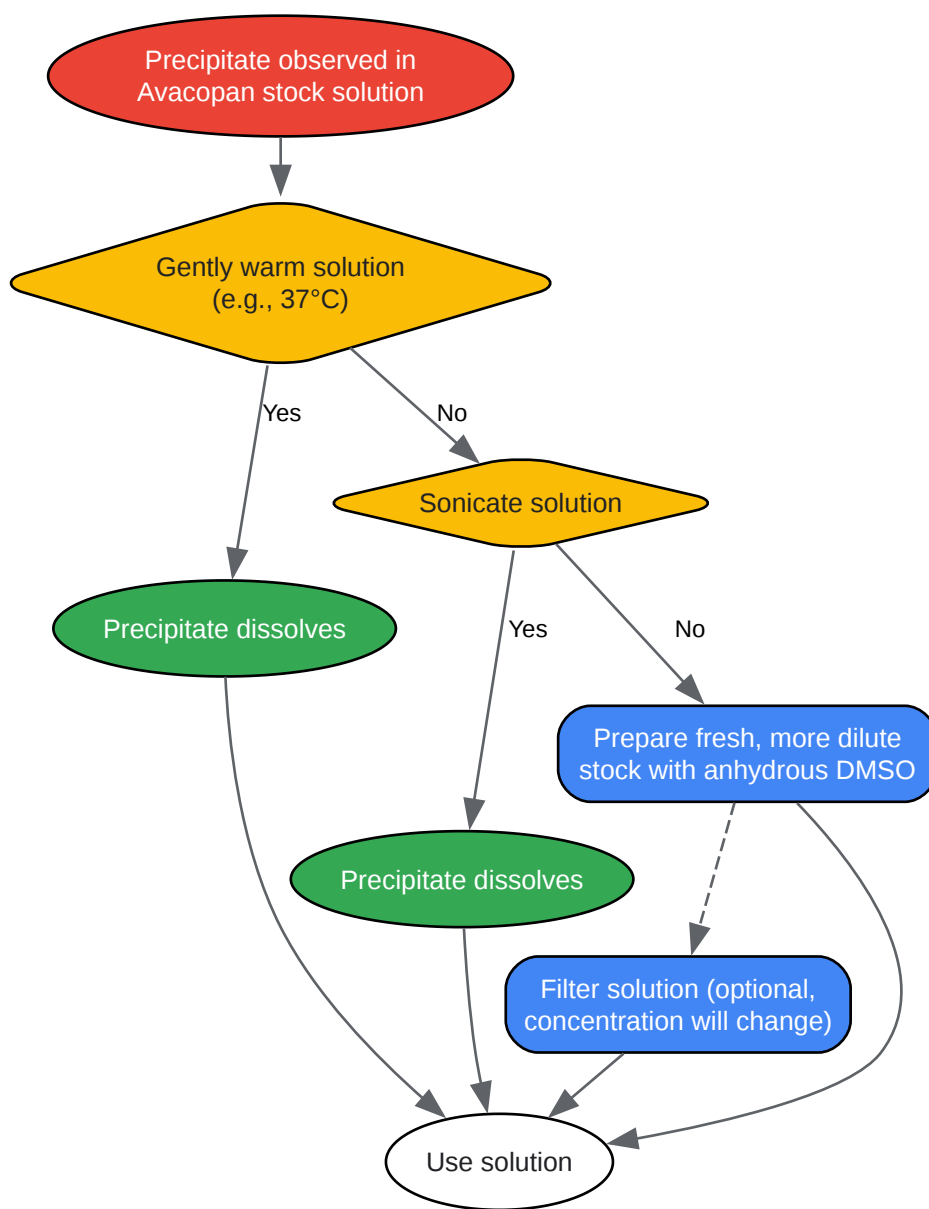 Precipitate observed in
Avacopan stock solution
Gently warm solution
(e.g., 37°C)
Yes
No
Sonicate solution
Precipitate dissolves
Yes
No
Prepare fresh, more dilute
stock with anhydrous DMSO
Precipitate dissolves
Filter solution (optional,
concentration will change)
Use solution